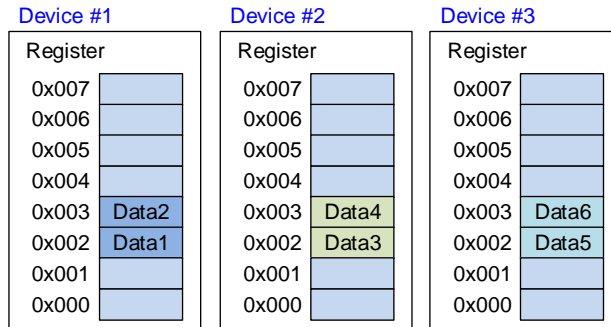 Device #1
Device #2
Device #3
Register
Register
Register
0x007
0x007
0x007
0x006
0x006
0x006
0x005
0x005
0x005
0x004
0x004
0x004
0x003 Data2
0x003 Data4
0x003 Data6
0x002 Data1
0x002 Data3
0x002 Data5
0x001
0x001
0x001
0x000
0x000
0x000